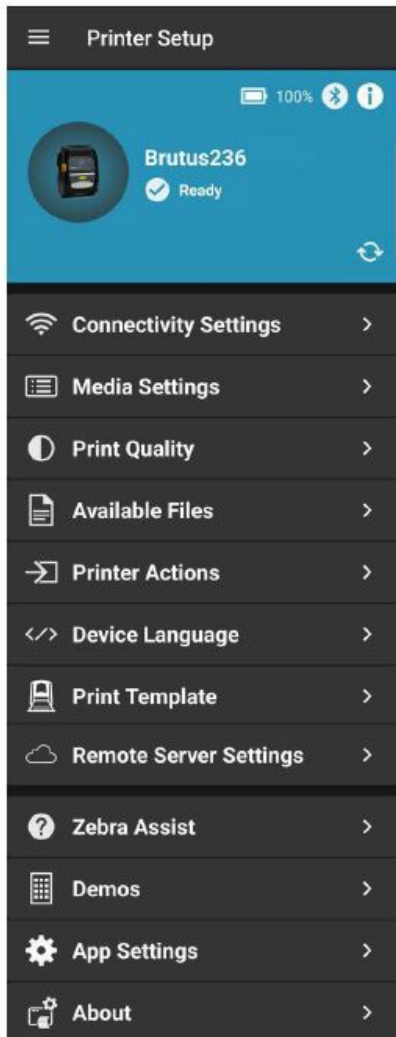 Printer Setup
100%
Brutus236
Ready
Connectivity Settings
Media Settings
Print Quality
Available Files
Printer Actions
Device Language
Print Template
Remote Server Settings
Zebra Assist
Demos
App Settings
About